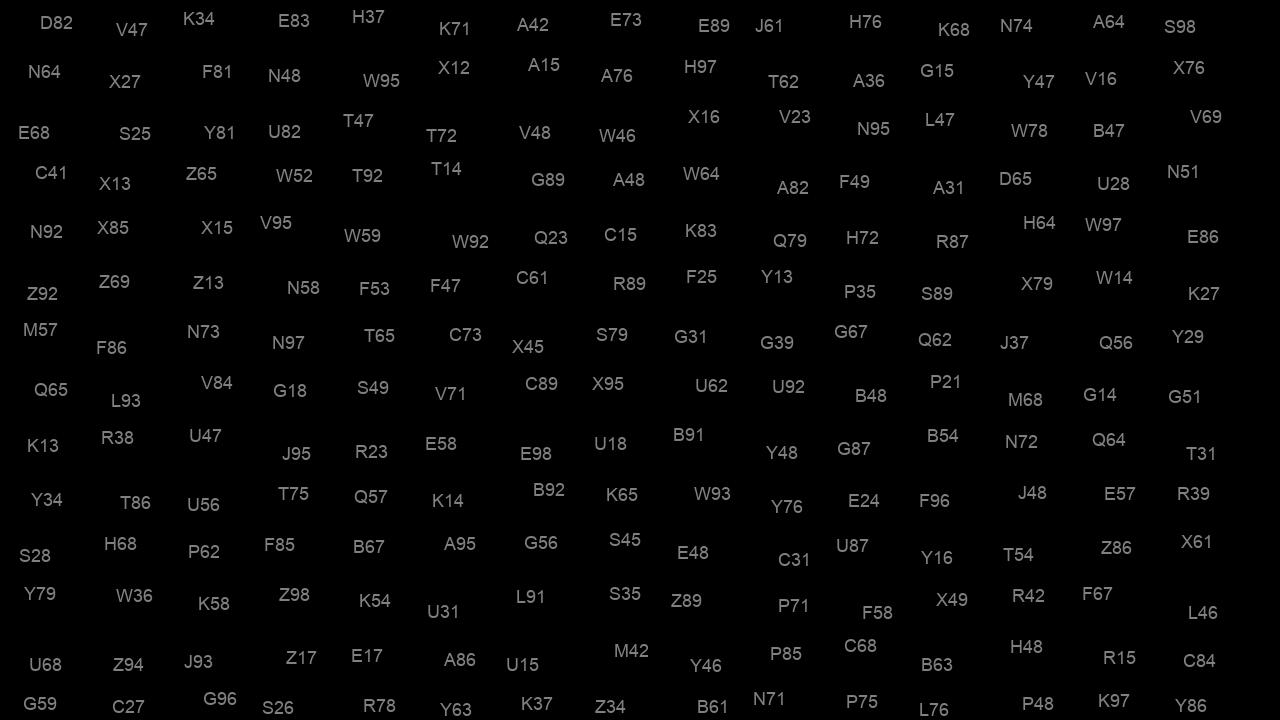 D82 V47 K34 E83 H37 K71 A42 E73 E89 J61 H76 K68 N74 A64 S98
N64 X27 F81 N48 W95 X12 A15 A76 H97 T62 A36 G15 Y47 V16 X76
E68 S25 Y81 U82 T47 T72 V48 W46 X16 V23 N95 L47 W78 B47 V69
C41 X13 Z65 W52 T92 T14 G89 A48 W64 A82 F49 A31 D65 U28 N51
N92 X85 X15 V95 W59 W92 Q23 C15 K83 Q79 H72 R87 H64 W97 E86
Z92 Z69 Z13 N58 F53 F47 C61 R89 F25 Y13 P35 S89 X79 W14 K27
M57 F86 N73 N97 T65 C73 X45 S79 G31 G39 G67 Q62 J37 Q56 Y29
Q65 L93 V84 G18 S49 V71 C89 X95 U62 U92 B48 P21 M68 G14 G51
K13 R38 U47 J95 R23 E58 E98 U18 B91 Y48 G87 B54 N72 Q64 T31
Y34 T86 U56 T75 Q57 K14 B92 K65 W93 Y76 E24 F96 J48 E57 R39
S28 H68 P62 F85 B67 A95 G56 S45 E48 C31 U87 Y16 T54 Z86 X61
Y79 W36 K58 Z98 K54 U31 L91 S35 Z89 P71 F58 X49 R42 F67 L46
U68 Z94 J93 Z17 E17 A86 U15 M42 Y46 P85 C68 B63 H48 R15 C84
G59 C27 G96 S26 R78 Y63 K37 Z34 B61 N71 P75 L76 P48 K97 Y86